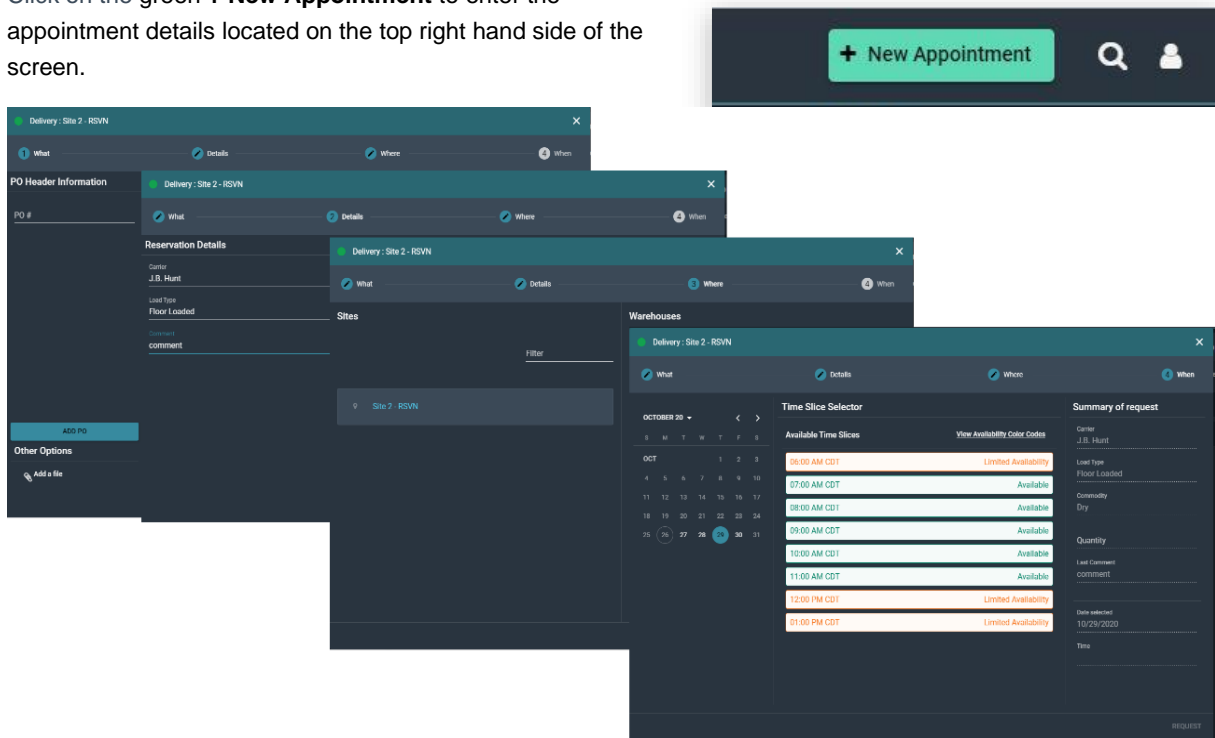 Click on the green + New Appointment to enter the
appointment details located on the top right hand side of the
screen.
+ New Appointment
Delivery : Site 2 - RSVN ×
1 What Details Where 4 When
PO Header Information
PO #
ADD PO
Other Options
Add a file
Delivery : Site 2 - RSVN ×
What 2 Details Where 4 When
Reservation Details
Carrier
J.B. Hunt
Load Type
Floor Loaded
Comment
comment
Delivery : Site 2 - RSVN ×
What Details 3 Where 4 When
Sites
Filter
Site 2 - RSVN
Warehouses
Delivery : Site 2 - RSVN ×
What Details Where 4 When
OCTOBER 20 < >
S M T W T F S
OCT 1 2 3
4 5 6 7 8 9 10
11 12 13 14 15 16 17
18 19 20 21 22 23 24
25 26 27 28 29 30 31
Time Slice Selector
Available Time Slices View Availability Color Codes
06:00 AM CDT Limited Availability
07:00 AM CDT Available
08:00 AM CDT Available
09:00 AM CDT Available
10:00 AM CDT Available
11:00 AM CDT Available
12:00 PM CDT Limited Availability
01:00 PM CDT Limited Availability
Summary of request
Carrier
J.B. Hunt
Load Type
Floor Loaded
Commodity
Dry
Quantity
Last Comment
comment
Date selected
10/29/2020
Time
REQUEST